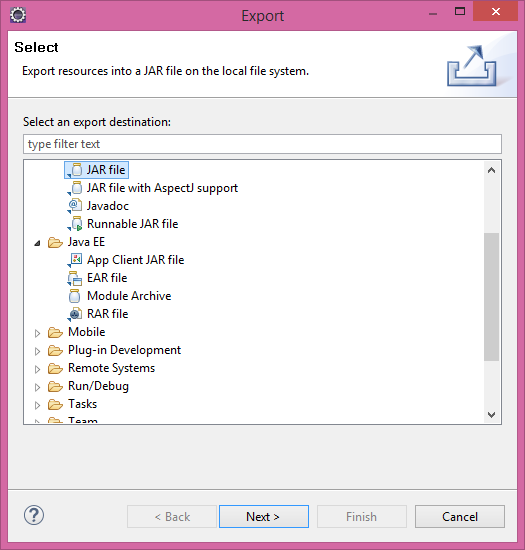 Export
Select
Export resources into a JAR file on the local file system.
Select an export destination:
type filter text
JAR file
JAR file with AspectJ support
Javadoc
Runnable JAR file
Java EE
App Client JAR file
EAR file
Module Archive
RAR file
Mobile
Plug-in Development
Remote Systems
Run/Debug
Tasks
Team
?
< Back
Next >
Finish
Cancel